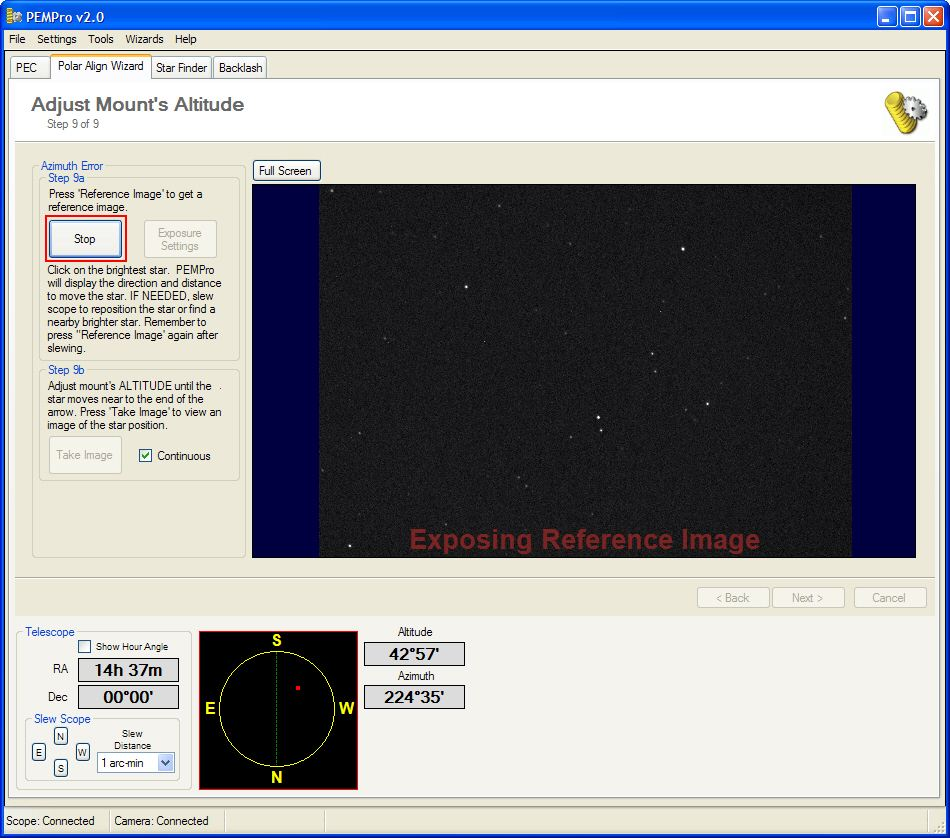 PEMPro v2.0
File Settings Tools Wizards Help
PEC Polar Align Wizard Star Finder Backlash
Adjust Mount's Altitude
Step 9 of 9
Azimuth Error
Step 9a
Press 'Reference Image' to get a
reference image.
Stop
Exposure
Settings
Click on the brightest star. PEMPro
will display the direction and distance
to move the star. IF NEEDED, slew
scope to reposition the star or find a
nearby brighter star. Remember to
press "Reference Image' again after
slewing.
Step 9b
Adjust mount's ALTITUDE until the
star moves near to the end of the
arrow. Press 'Take Image' to view an
image of the star position.
Take Image
Continuous
Full Screen
Exposing Reference Image
< Back Next > Cancel
Telescope
Show Hour Angle
RA 14h 37m
Dec 00°00'
Slew Scope
N
E W
S
Slew
Distance
1 arc-min
S
E W
N
Altitude
42°57'
Azimuth
224°35'
Scope: Connected Camera: Connected